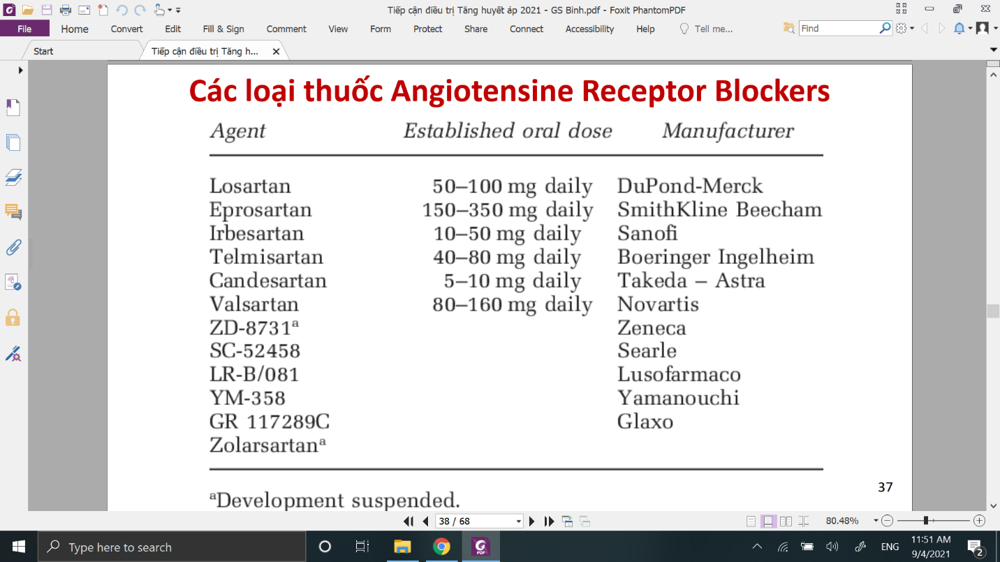 Tiếp cận điều trị Tăng huyết áp 2021 - GS Binh.pdf - Foxit PhantomPDF
File Home Convert Edit Fill & Sign Comment View Form Protect Share Connect Accessibility Help Tell me... Find
Start Tiếp cận điều trị Tăng h...
Các loại thuốc Angiotensine Receptor Blockers
Agent Established oral dose Manufacturer
Losartan 50–100 mg daily DuPond-Merck
Eprosartan 150–350 mg daily SmithKline Beecham
Irbesartan 10–50 mg daily Sanofi
Telmisartan 40–80 mg daily Boeringer Ingelheim
Candesartan 5–10 mg daily Takeda – Astra
Valsartan 80–160 mg daily Novartis
ZD-8731ᵃ Zeneca
SC-52458 Searle
LR-B/081 Lusofarmaco
YM-358 Yamanouchi
GR 117289C Glaxo
Zolarsartanᵃ
37
ᵃDevelopment suspended.
38 / 68 80.48%
Type here to search ENG 11:51 AM
9/4/2021 2